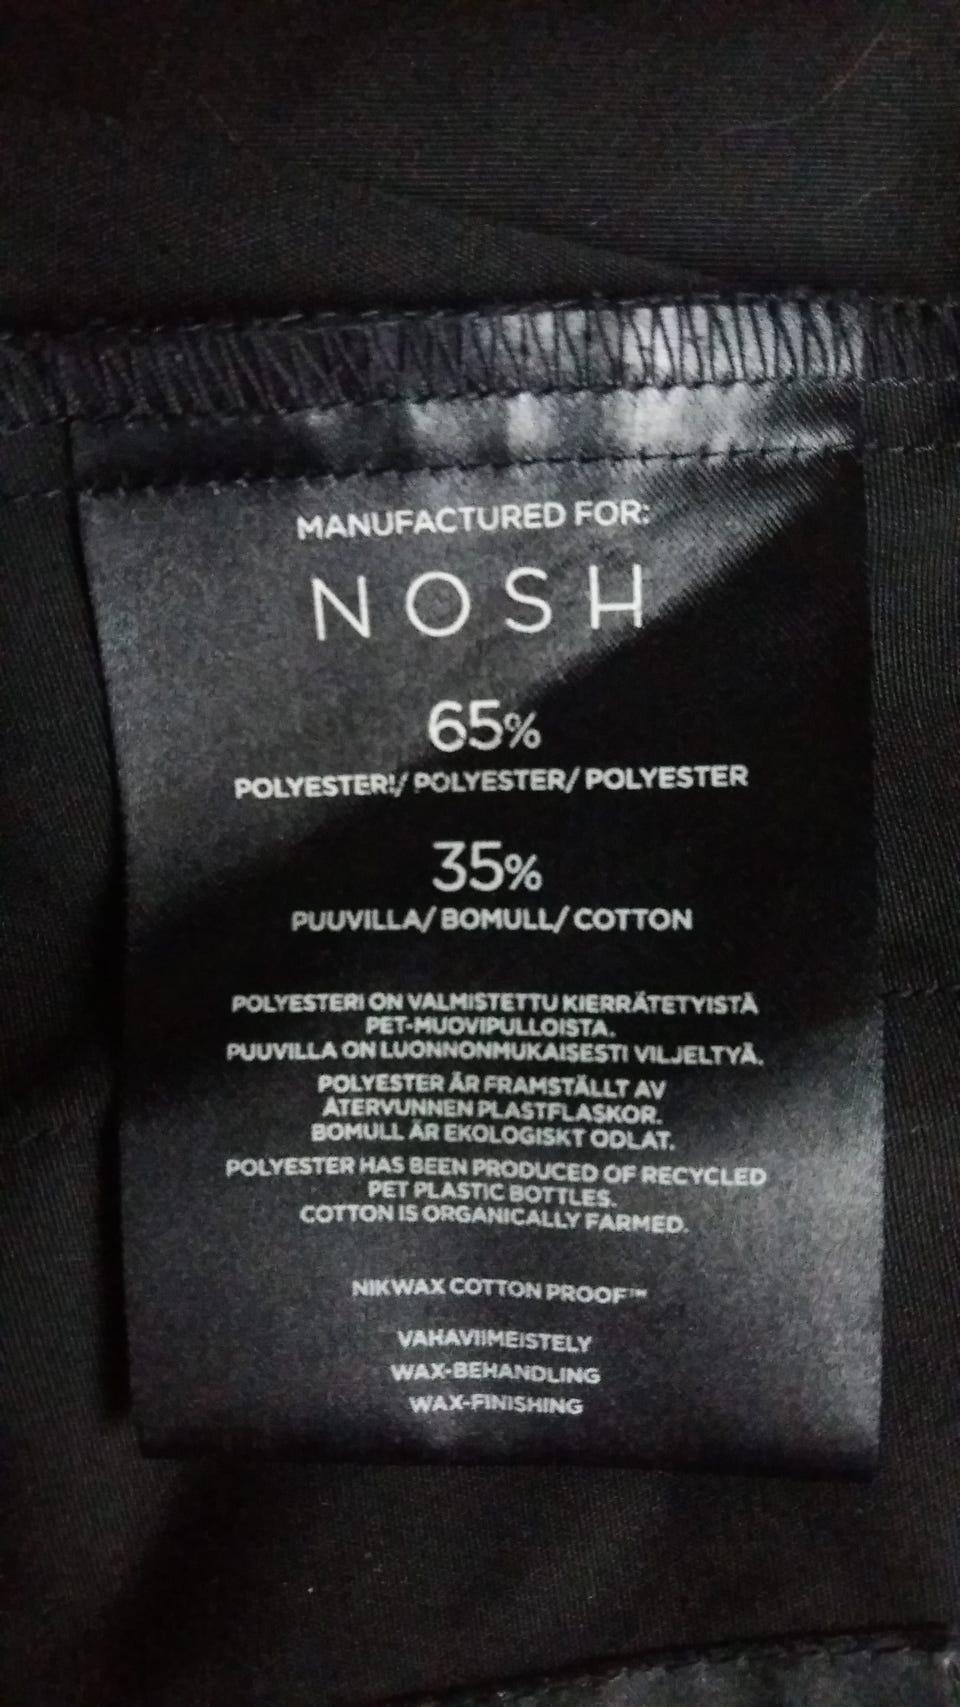 MANUFACTURED FOR:
NOSH
65%
POLYESTERI/ POLYESTER/ POLYESTER
35%
PUUVILLA/ BOMULL/ COTTON
POLYESTERI ON VALMISTETTU KIERRÄTETYISTÄ
PET-MUOVIPULLOISTA.
PUUVILLA ON LUONNONMUKAISESTI VILJELTYÄ.
POLYESTER ÄR FRAMSTÄLLT AV
ÅTERVUNNEN PLASTFLASKOR.
BOMULL ÄR EKOLOGISKT ODLAT.
POLYESTER HAS BEEN PRODUCED OF RECYCLED
PET PLASTIC BOTTLES.
COTTON IS ORGANICALLY FARMED.
NIKWAX COTTON PROOF™
VAHAVIIMEISTELY
WAX-BEHANDLING
WAX-FINISHING